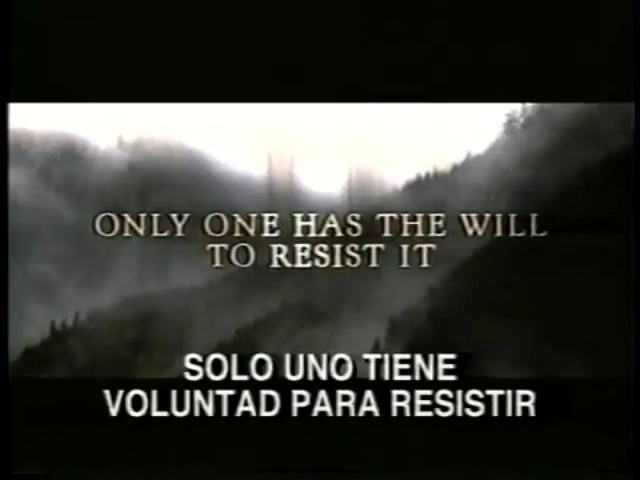 ONLY ONE HAS THE WILL
TO RESIST IT
SOLO UNO TIENE
VOLUNTAD PARA RESISTIR